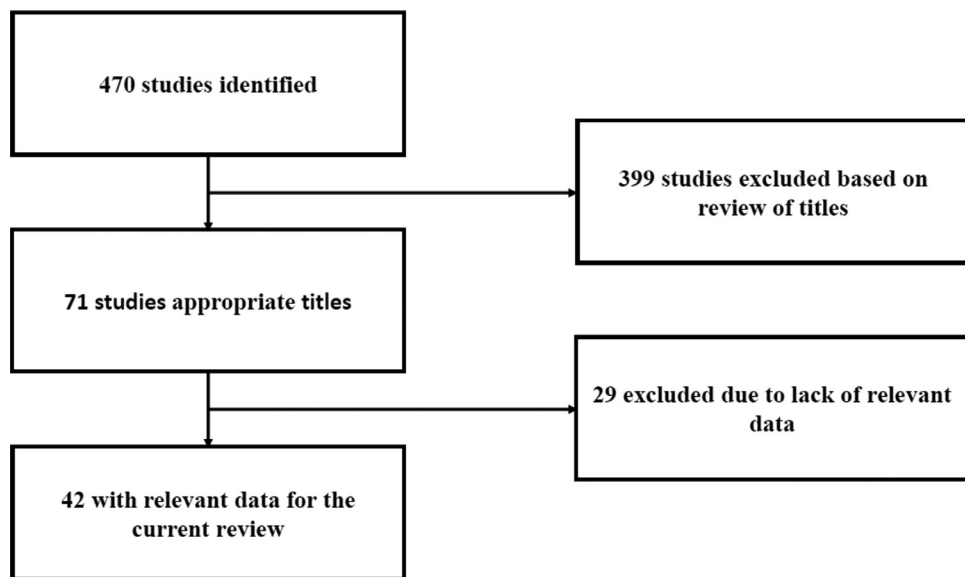 470 studies identified
399 studies excluded based on
review of titles
71 studies appropriate titles
29 excluded due to lack of relevant
data
42 with relevant data for the
current review